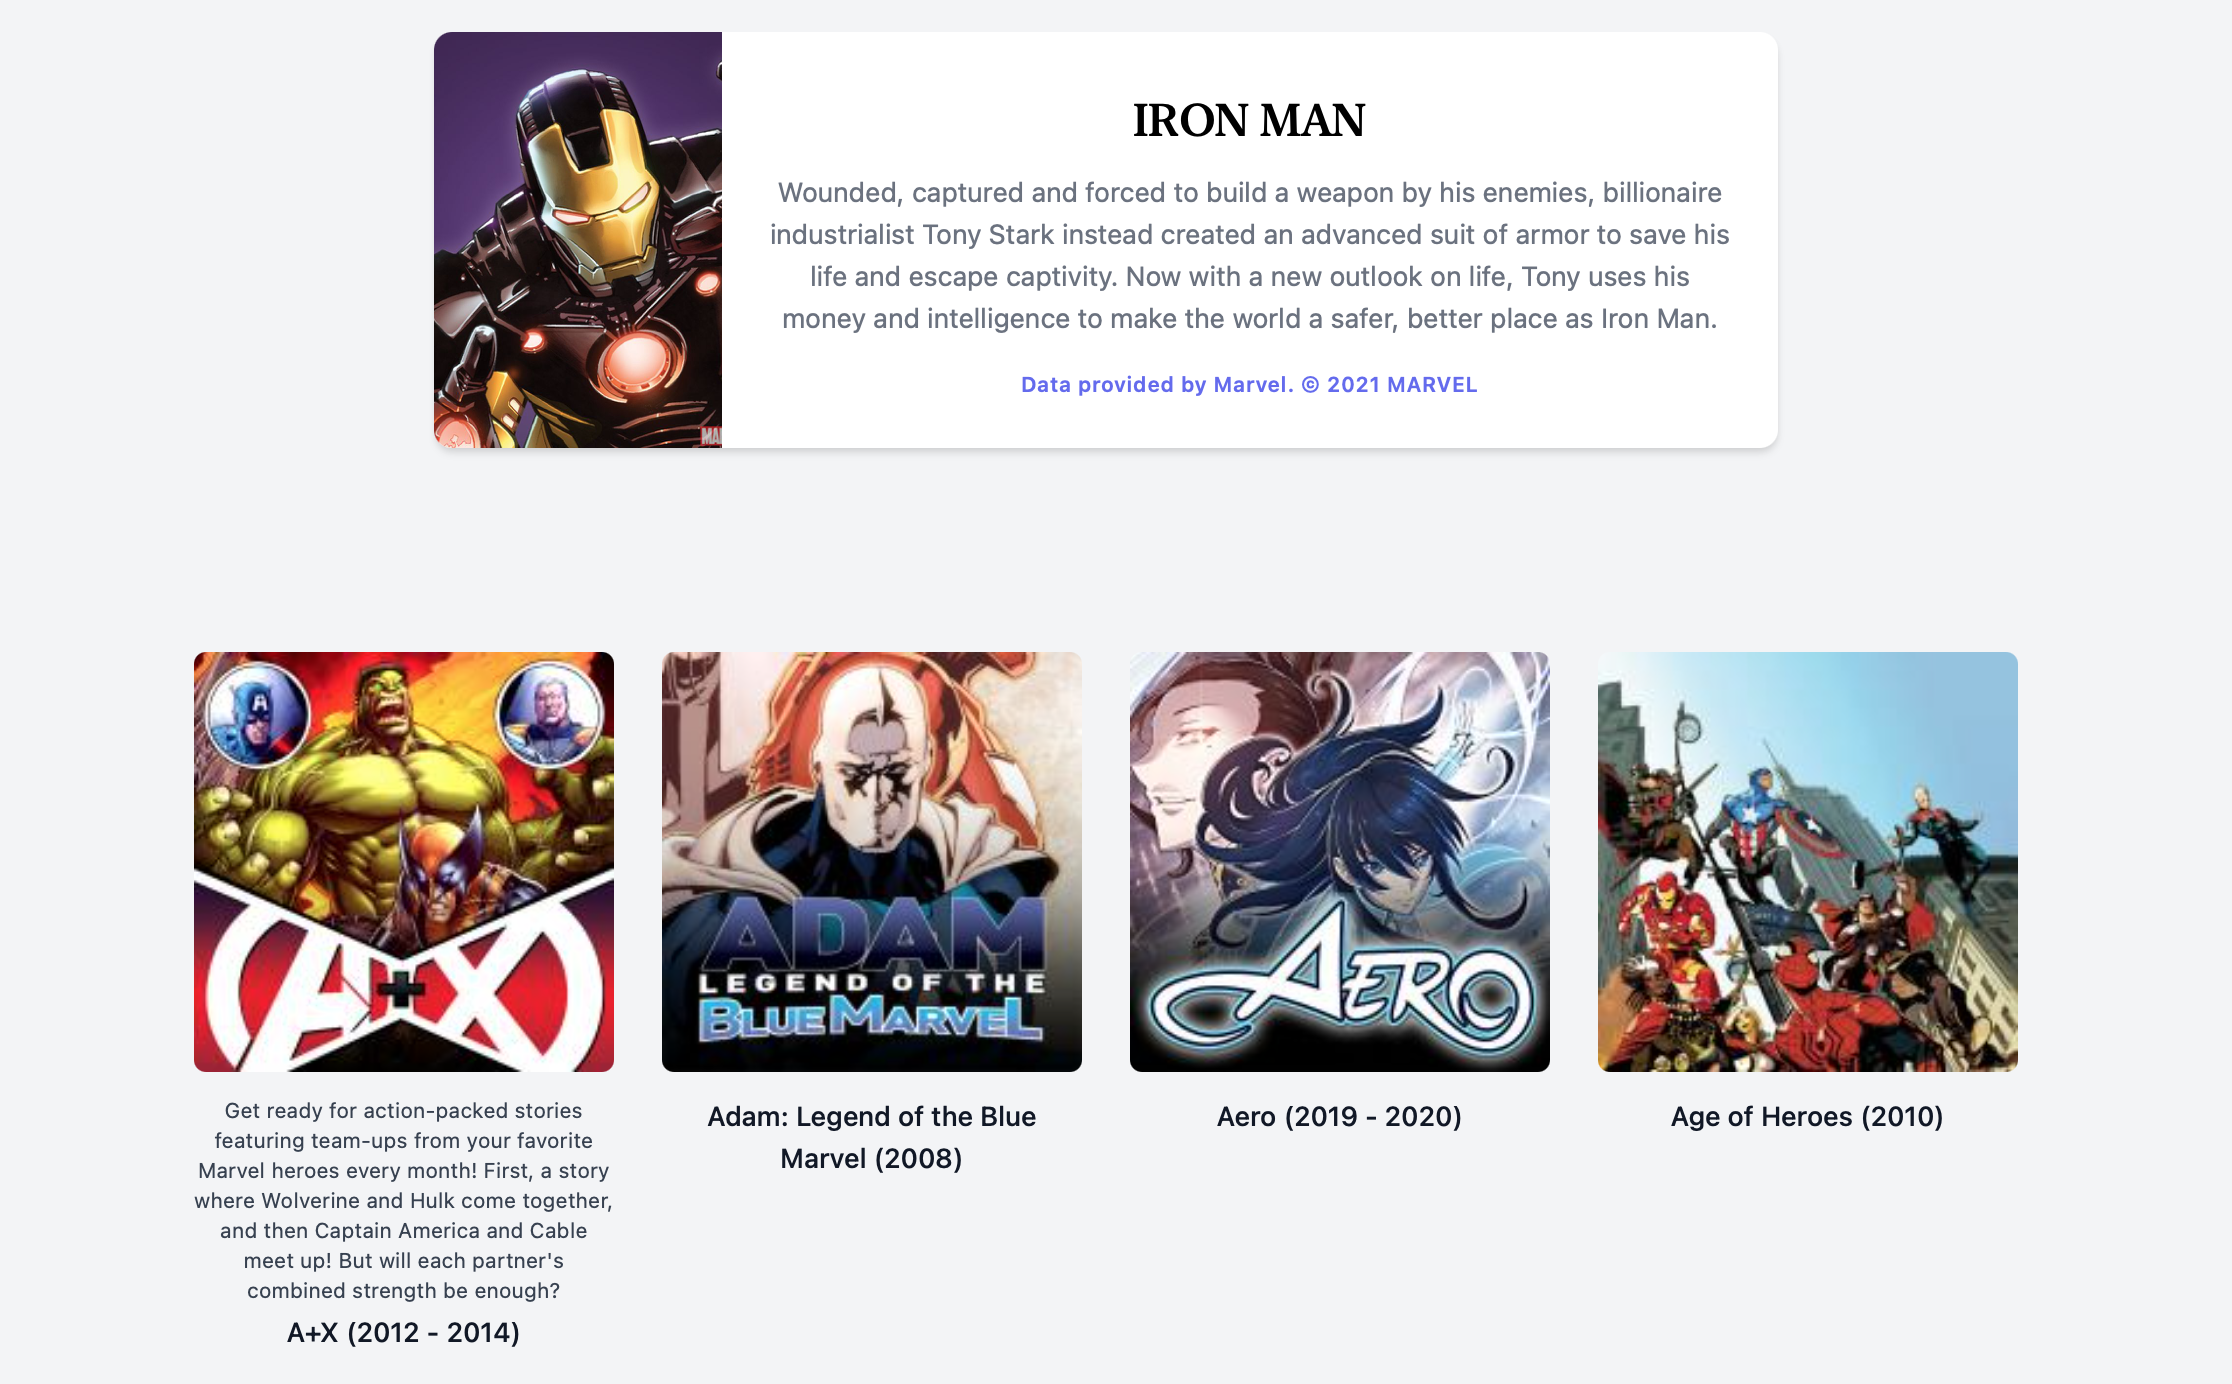 IRON MAN
Wounded, captured and forced to build a weapon by his enemies, billionaire
industrialist Tony Stark instead created an advanced suit of armor to save his
life and escape captivity. Now with a new outlook on life, Tony uses his
money and intelligence to make the world a safer, better place as Iron Man.
Data provided by Marvel. © 2021 MARVEL
A
A+X
Get ready for action-packed stories
featuring team-ups from your favorite
Marvel heroes every month! First, a story
where Wolverine and Hulk come together,
and then Captain America and Cable
meet up! But will each partner's
combined strength be enough?
A+X (2012 - 2014)
ADAM
LEGEND OF THE
BLUE MARVEL
Adam: Legend of the Blue
Marvel (2008)
AERO
Aero (2019 - 2020)
Age of Heroes (2010)